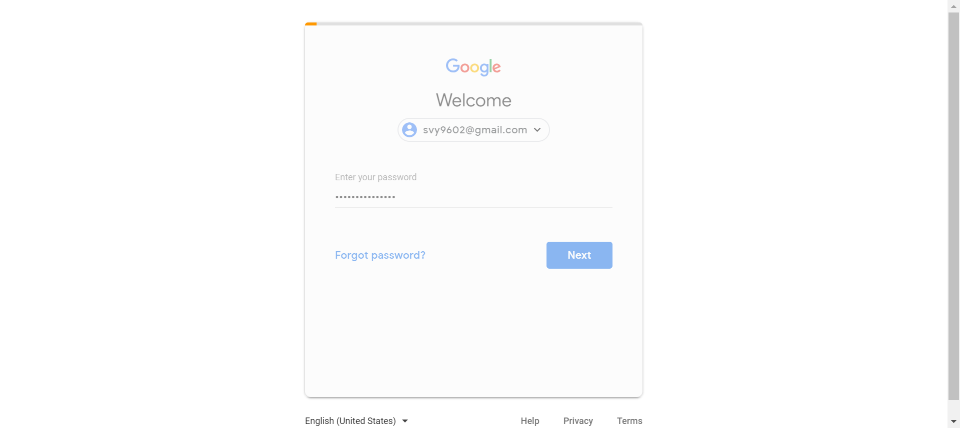 Google
Welcome
svy9602@gmail.com
Enter your password
•••••••••••••••
Forgot password?
Next
English (United States)
Help Privacy Terms